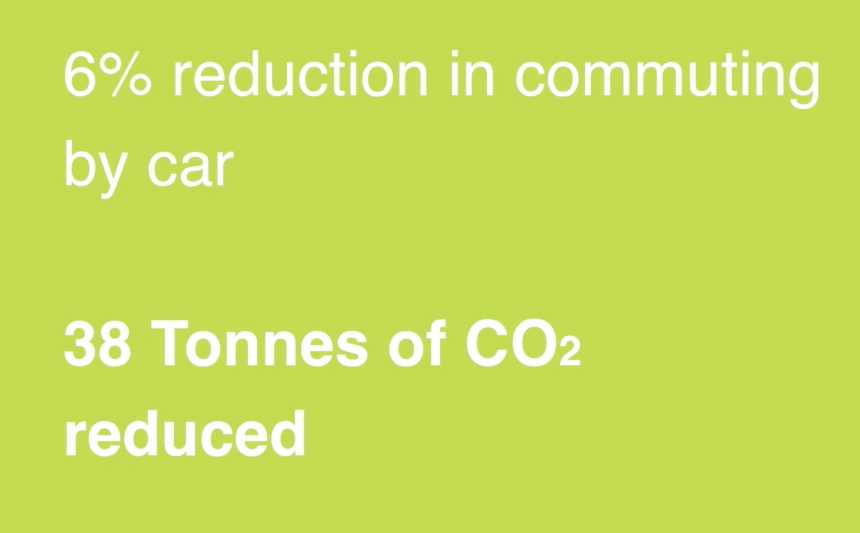 6% reduction in commuting
by car
38 Tonnes of CO₂
reduced